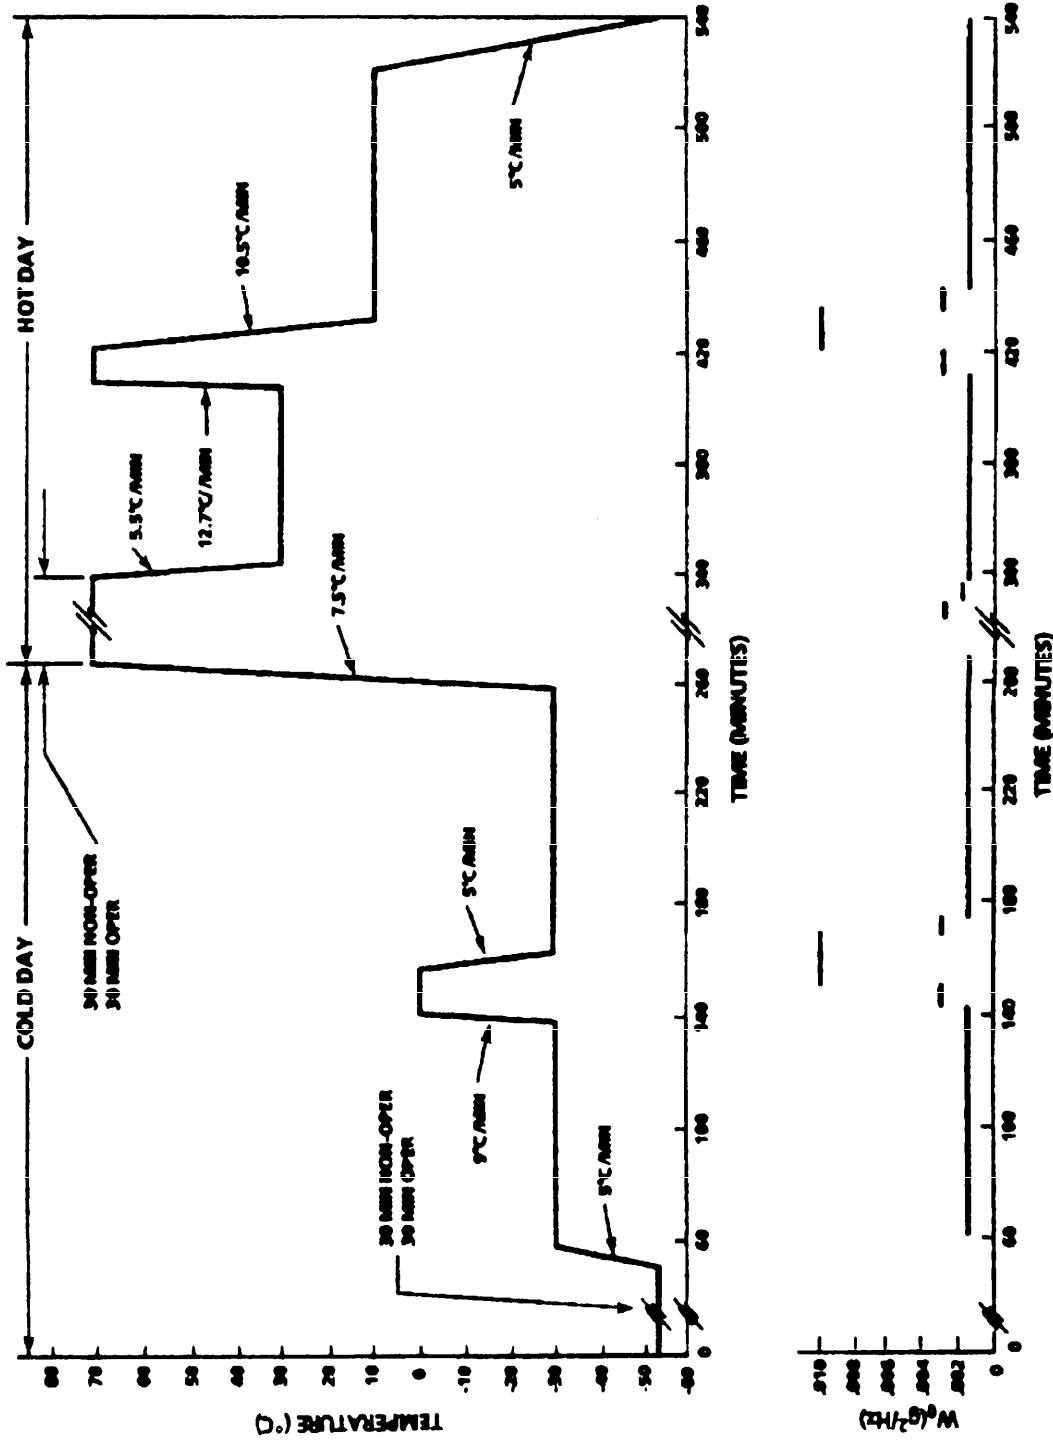 COLD DAY
HOT DAY
30 MIN NON-OPER
30 MIN OPER
5.5°C/MIN
12.7°C/MIN
10.5°C/MIN
7.5°C/MIN
30 MIN NON-OPER
30 MIN OPER
9°C/MIN
5°C/MIN
5°C/MIN
5°C/MIN
TEMPERATURE (°C)
80
70
60
50
40
30
20
10
0
-10
-20
-30
-40
-50
-60
0 60 100 140 180 220 260 340 380 420 460 500 540
TIME (MINUTES)
W₀(g²/Hz)
.010
.008
.006
.004
.002
0
0 60 100 140 180 220 260 340 380 420 460 500 540
TIME (MINUTES)